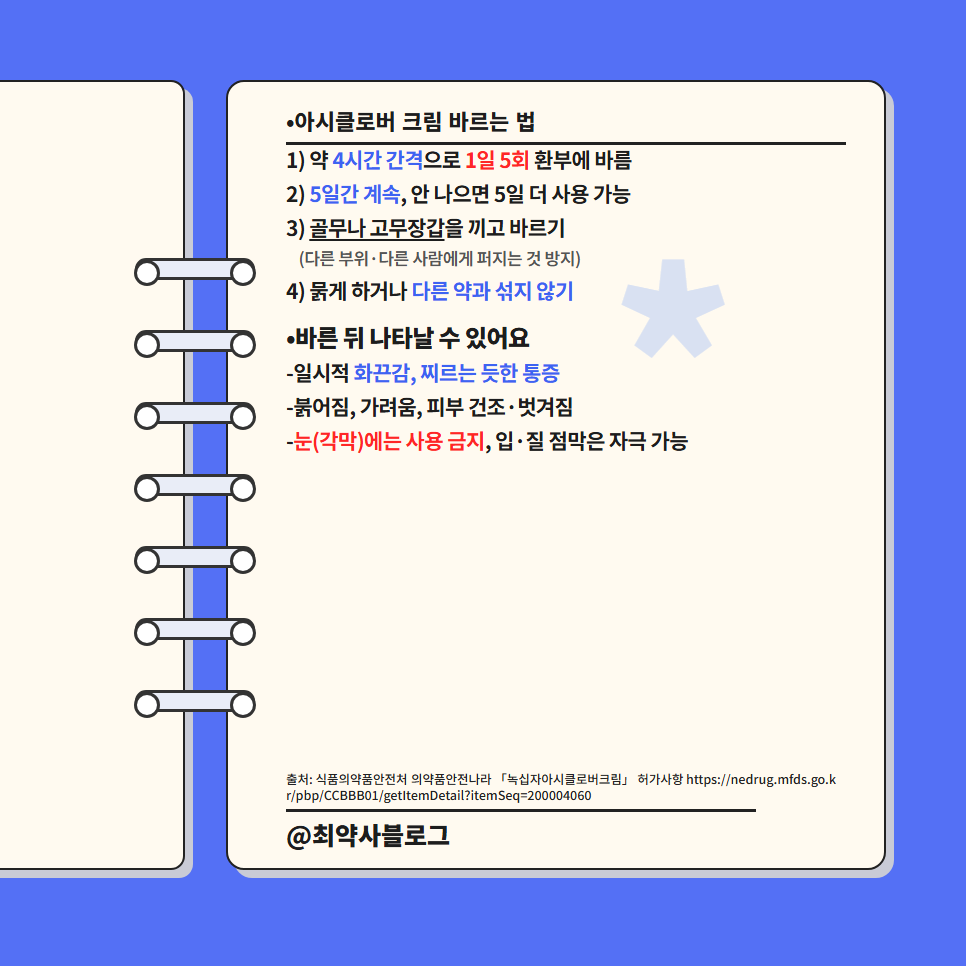 •아시클로버 크림 바르는 법
1) 약 4시간 간격으로 1일 5회 환부에 바름
2) 5일간 계속, 안 나으면 5일 더 사용 가능
3) 골무나 고무장갑을 끼고 바르기
(다른 부위·다른 사람에게 퍼지는 것 방지)
4) 묽게 하거나 다른 약과 섞지 않기
•바른 뒤 나타날 수 있어요
-일시적 화끈감, 찌르는 듯한 통증
-붉어짐, 가려움, 피부 건조·벗겨짐
-눈(각막)에는 사용 금지, 입·질 점막은 자극 가능
출처: 식품의약품안전처 의약품안전나라 「녹십자아시클로버크림」 허가사항 https://nedrug.mfds.go.k
r/pbp/CCBBB01/getItemDetail?itemSeq=200004060
@최약사블로그